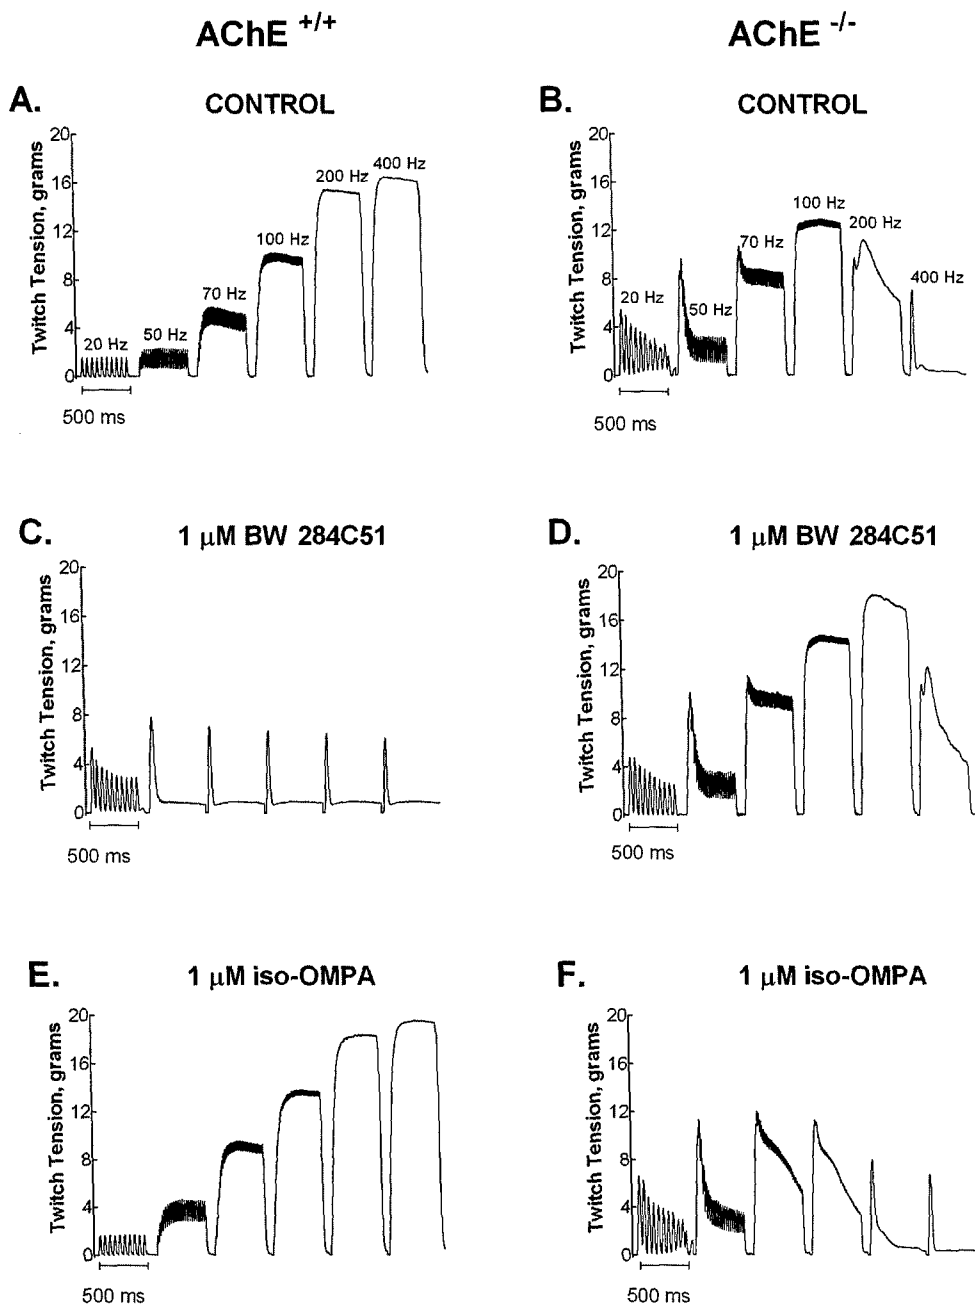 AChE +/+
AChE -/-
A.
CONTROL
Twitch Tension, grams
20
16
12
8
4
0
20 Hz
50 Hz
70 Hz
100 Hz
200 Hz
400 Hz
500 ms
B.
CONTROL
Twitch Tension, grams
20
16
12
8
4
0
20 Hz
50 Hz
70 Hz
100 Hz
200 Hz
400 Hz
500 ms
C.
1 μM BW 284C51
Twitch Tension, grams
20
16
12
8
4
0
500 ms
D.
1 μM BW 284C51
Twitch Tension, grams
20
16
12
8
4
0
500 ms
E.
1 μM iso-OMPA
Twitch Tension, grams
20
16
12
8
4
0
500 ms
F.
1 μM iso-OMPA
Twitch Tension, grams
20
16
12
8
4
0
500 ms